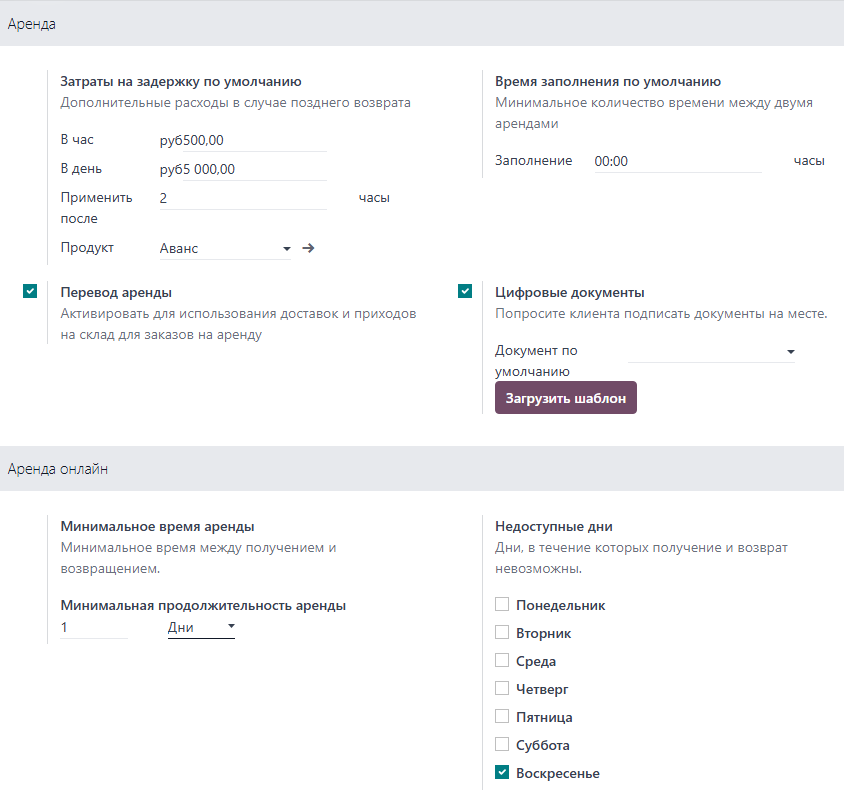 Аренда
Затраты на задержку по умолчанию
Дополнительные расходы в случае позднего возврата
В час руб500,00
В день руб5 000,00
Применить после 2 часы
Продукт Аванс
Время заполнения по умолчанию
Минимальное количество времени между двумя
арендами
Заполнение 00:00 часы
Перевод аренды
Активировать для использования доставок и приходов
на склад для заказов на аренду
Цифровые документы
Попросите клиента подписать документы на месте.
Документ по
умолчанию
Загрузить шаблон
Аренда онлайн
Минимальное время аренды
Минимальное время между получением и
возвращением.
Минимальная продолжительность аренды
1 Дни
Недоступные дни
Дни, в течение которых получение и возврат
невозможны.
Понедельник
Вторник
Среда
Четверг
Пятница
Суббота
Воскресенье